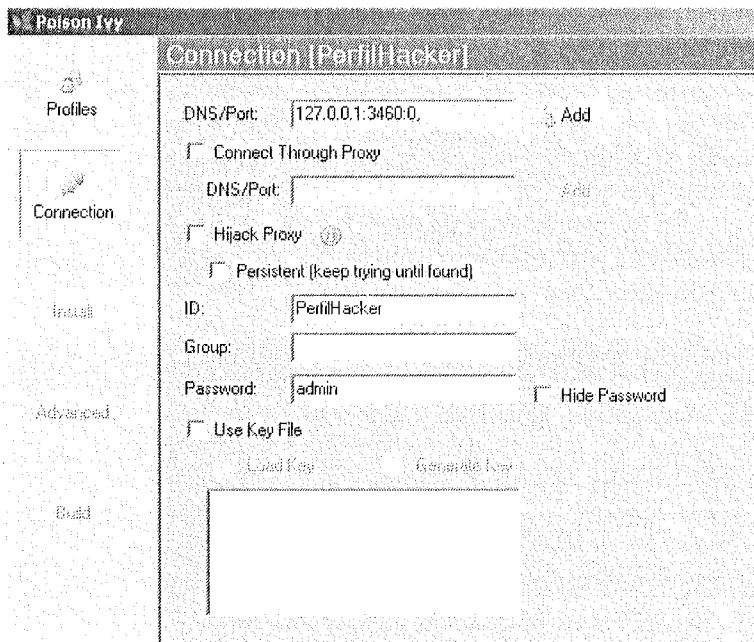 Poison Ivy
Connection [PerfilHacker]
Profiles
DNS/Port: 127.0.0.1:3460:0, Add
Connect Through Proxy
DNS/Port: Add
Connection
Hijack Proxy
Persistent (keep trying until found)
Install
ID: PerfilHacker
Group:
Password: admin Hide Password
Advanced
Use Key File
Load Key Generate Key
Build